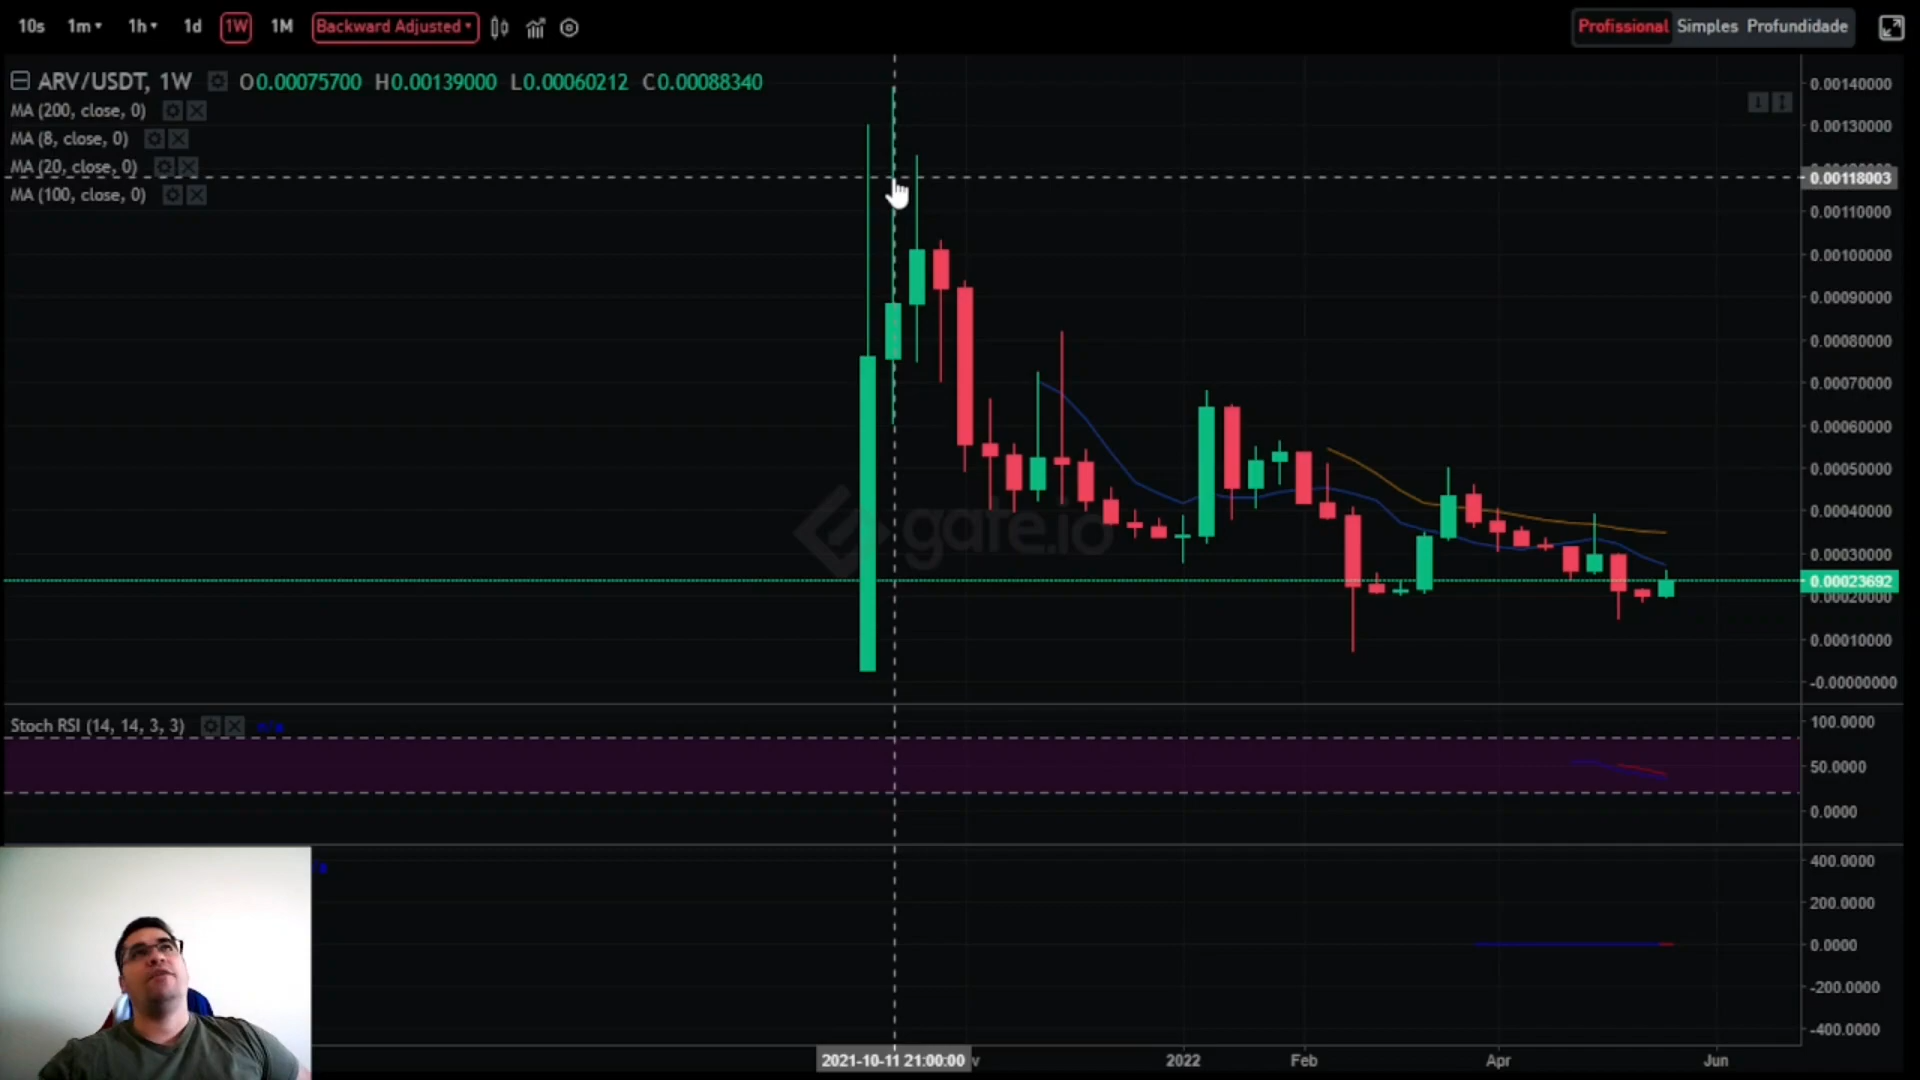 10s 1m 1h 1d 1W 1M Backward Adjusted Profissional Simples Profundidade
ARV/USDT, 1W O0.00075700 H0.00139000 L0.00060212 C0.00088340
MA (200, close, 0)
MA (8, close, 0)
MA (20, close, 0)
MA (100, close, 0)
0.00140000
0.00130000
0.00118003
0.00110000
0.00100000
0.00090000
0.00080000
0.00070000
0.00060000
0.00050000
0.00040000
0.00030000
0.00023692
0.00020000
0.00010000
-0.00000000
gate.io
Stoch RSI (14, 14, 3, 3) n/a
100.0000
50.0000
0.0000
400.0000
200.0000
0.0000
-200.0000
-400.0000
2021-10-11 21:00:00 2022 Feb Apr Jun